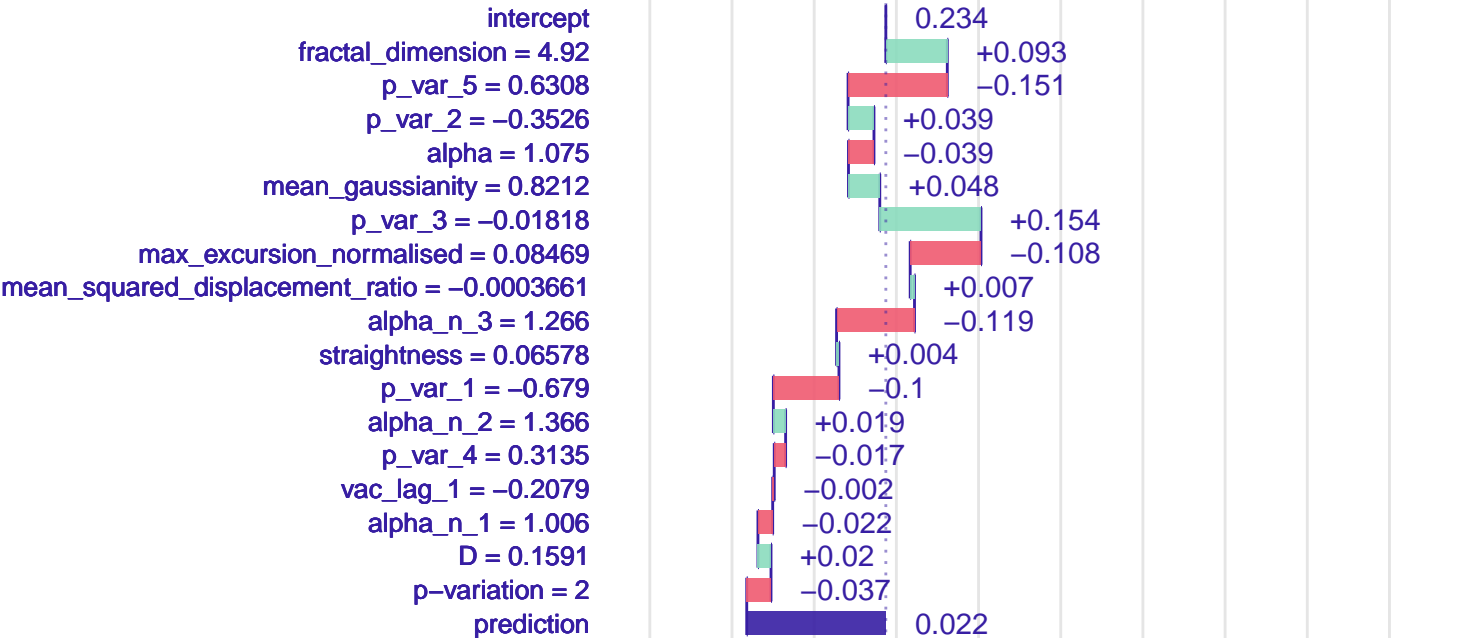 intercept 0.234
fractal_dimension = 4.92 +0.093
p_var_5 = 0.6308 −0.151
p_var_2 = −0.3526 +0.039
alpha = 1.075 −0.039
mean_gaussianity = 0.8212 +0.048
p_var_3 = −0.01818 +0.154
max_excursion_normalised = 0.08469 −0.108
mean_squared_displacement_ratio = −0.0003661 +0.007
alpha_n_3 = 1.266 −0.119
straightness = 0.06578 +0.004
p_var_1 = −0.679 −0.1
alpha_n_2 = 1.366 +0.019
p_var_4 = 0.3135 −0.017
vac_lag_1 = −0.2079 −0.002
alpha_n_1 = 1.006 −0.022
D = 0.1591 +0.02
p−variation = 2 −0.037
prediction 0.022